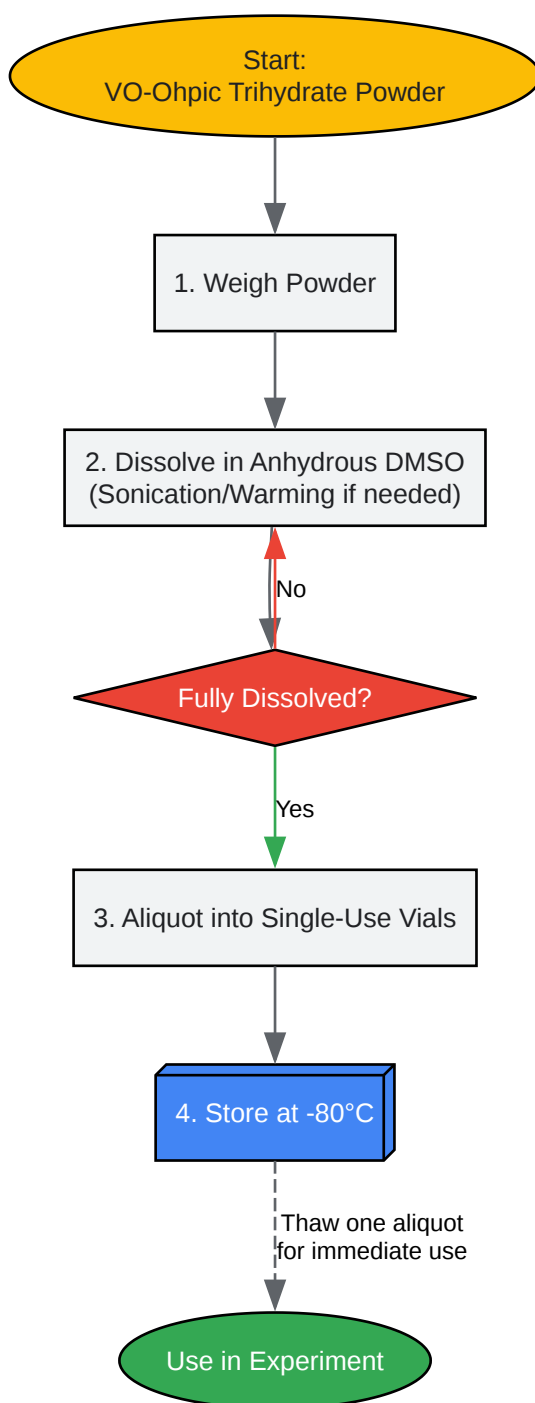 Start:
VO-Ohpic Trihydrate Powder
1. Weigh Powder
2. Dissolve in Anhydrous DMSO
(Sonication/Warming if needed)
No
Fully Dissolved?
Yes
3. Aliquot into Single-Use Vials
4. Store at -80°C
Thaw one aliquot
for immediate use
Use in Experiment